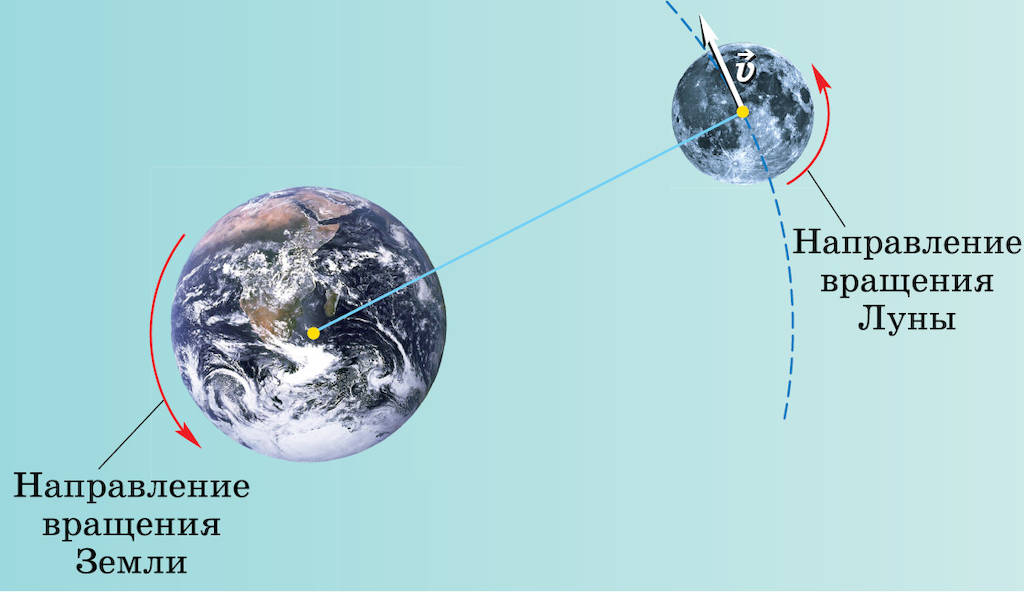 v⃗
Направление
вращения
Луны
Направление
вращения
Земли